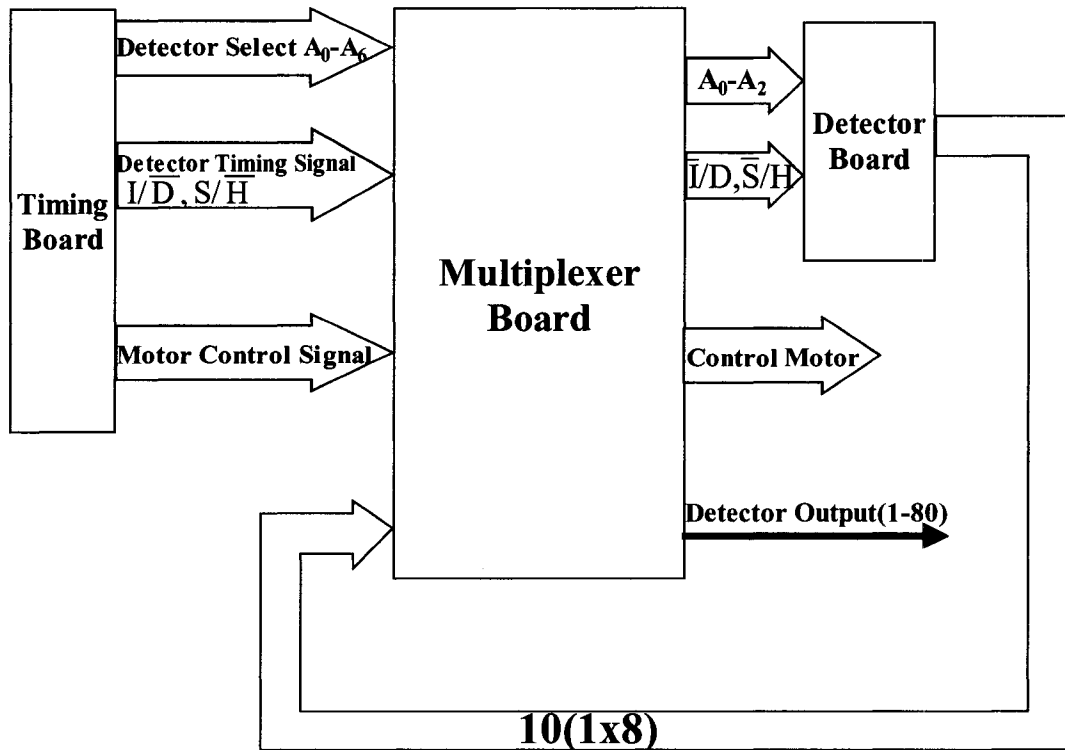 Detector Select A₀-A₆
Detector Timing Signal
I/D̅, S/H̅
Timing
Board
Motor Control Signal
Multiplexer
Board
A₀-A₂
I̅/D, S̅/H
Detector
Board
Control Motor
Detector Output(1-80)
10(1x8)